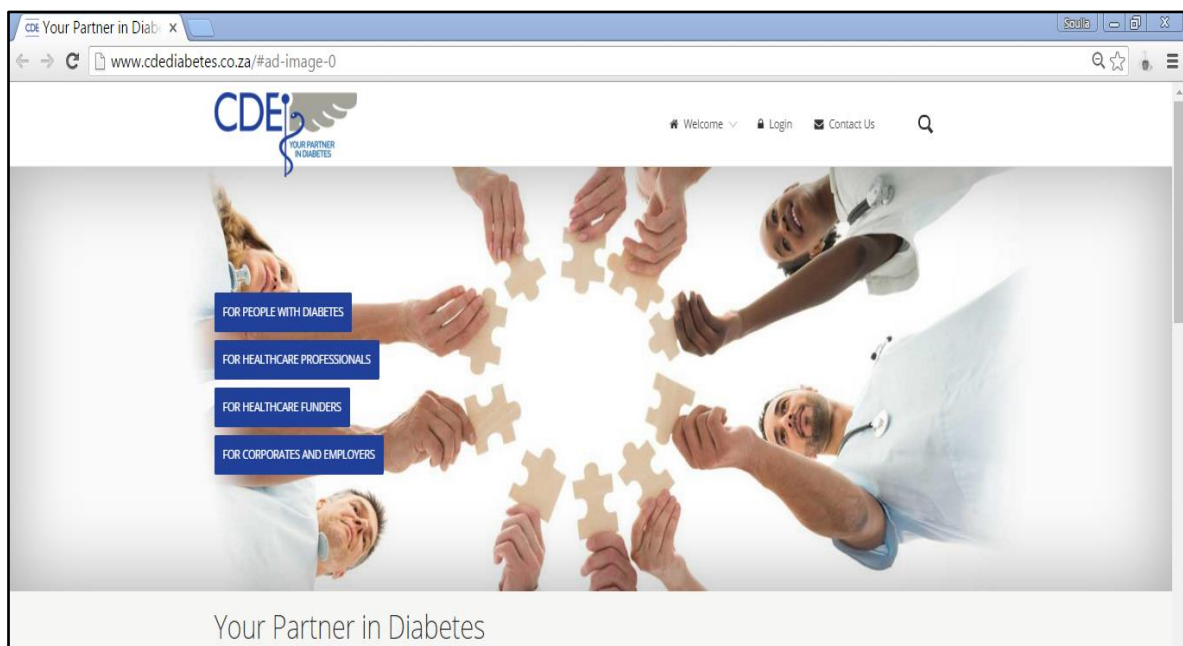 CDE Your Partner in Diab
Soulla
www.cdediabetes.co.za/#ad-image-0
CDE
YOUR PARTNER
IN DIABETES
Welcome
Login
Contact Us
FOR PEOPLE WITH DIABETES
FOR HEALTHCARE PROFESSIONALS
FOR HEALTHCARE FUNDERS
FOR CORPORATES AND EMPLOYERS
Your Partner in Diabetes